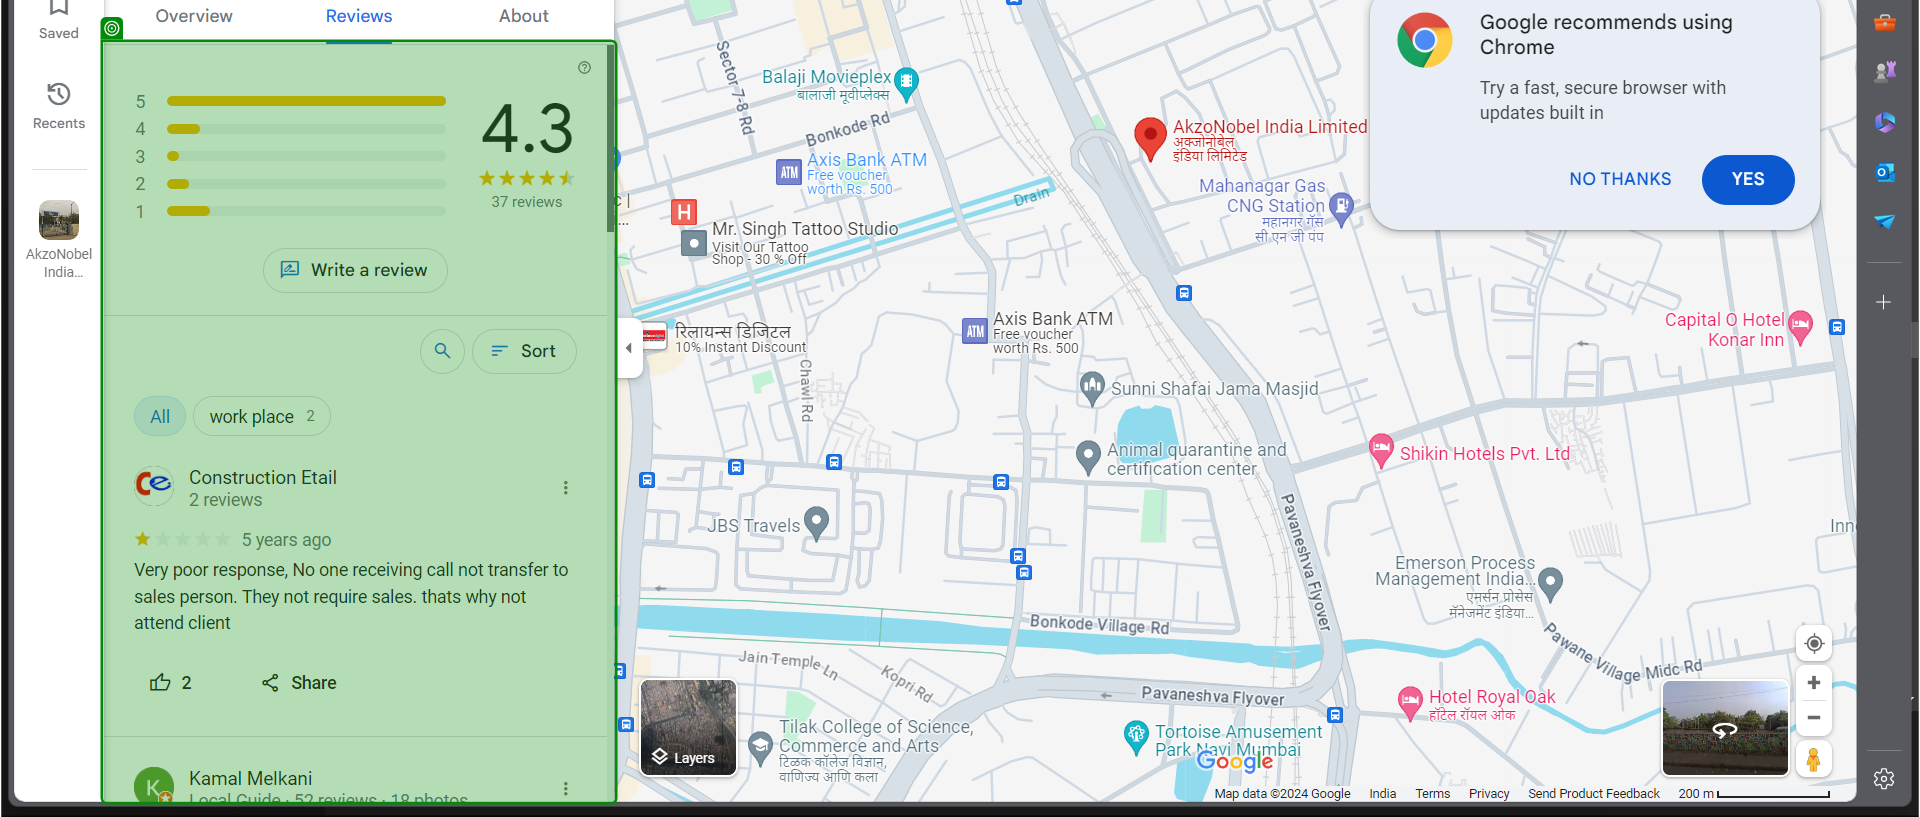 Saved
Recents
AkzoNobel
India...
Overview
Reviews
About
5
4
3
2
1
4.3
37 reviews
Write a review
Sort
All
work place 2
Construction Etail
2 reviews
5 years ago
Very poor response, No one receiving call not transfer to
sales person. They not require sales. thats why not
attend client
2
Share
K
Kamal Melkani
Local Guide · 52 reviews · 18 photos
Sector 7-8 Rd
Balaji Movieplex
बालाजी मूवीप्लेक्स
Bonkode Rd
ATM
Axis Bank ATM
Free voucher
worth Rs. 500
Drain
H
Mr. Singh Tattoo Studio
Visit Our Tattoo
Shop - 30 % Off
रिलायन्स डिजिटल
10% Instant Discount
Chawl Rd
ATM
Axis Bank ATM
Free voucher
worth Rs. 500
AkzoNobel India Limited
अक्जोनोबेल
इंडिया लिमिटेड
Mahanagar Gas
CNG Station
महानगर गॅस
सी एन जी पंप
Google recommends using
Chrome
Try a fast, secure browser with
updates built in
NO THANKS
YES
Capital O Hotel
Konar Inn
Sunni Shafai Jama Masjid
Animal quarantine and
certification center
Shikin Hotels Pvt. Ltd
JBS Travels
Pavaneshva Flyover
Emerson Process
Management India...
एमर्सन प्रोसेस
मॅनेजमेंट इंडिया...
Bonkode Village Rd
Pawane Village Midc Rd
Jain Temple Ln
Kopri Rd
Pavaneshva Flyover
Hotel Royal Oak
हॉटेल रॉयल ओक
Layers
Tilak College of Science,
Commerce and Arts
टिळक कॉलेज विज्ञान,
वाणिज्य आणि कला
Tortoise Amusement
Park Navi Mumbai
Google
Map data ©2024 Google
India
Terms
Privacy
Send Product Feedback
200 m